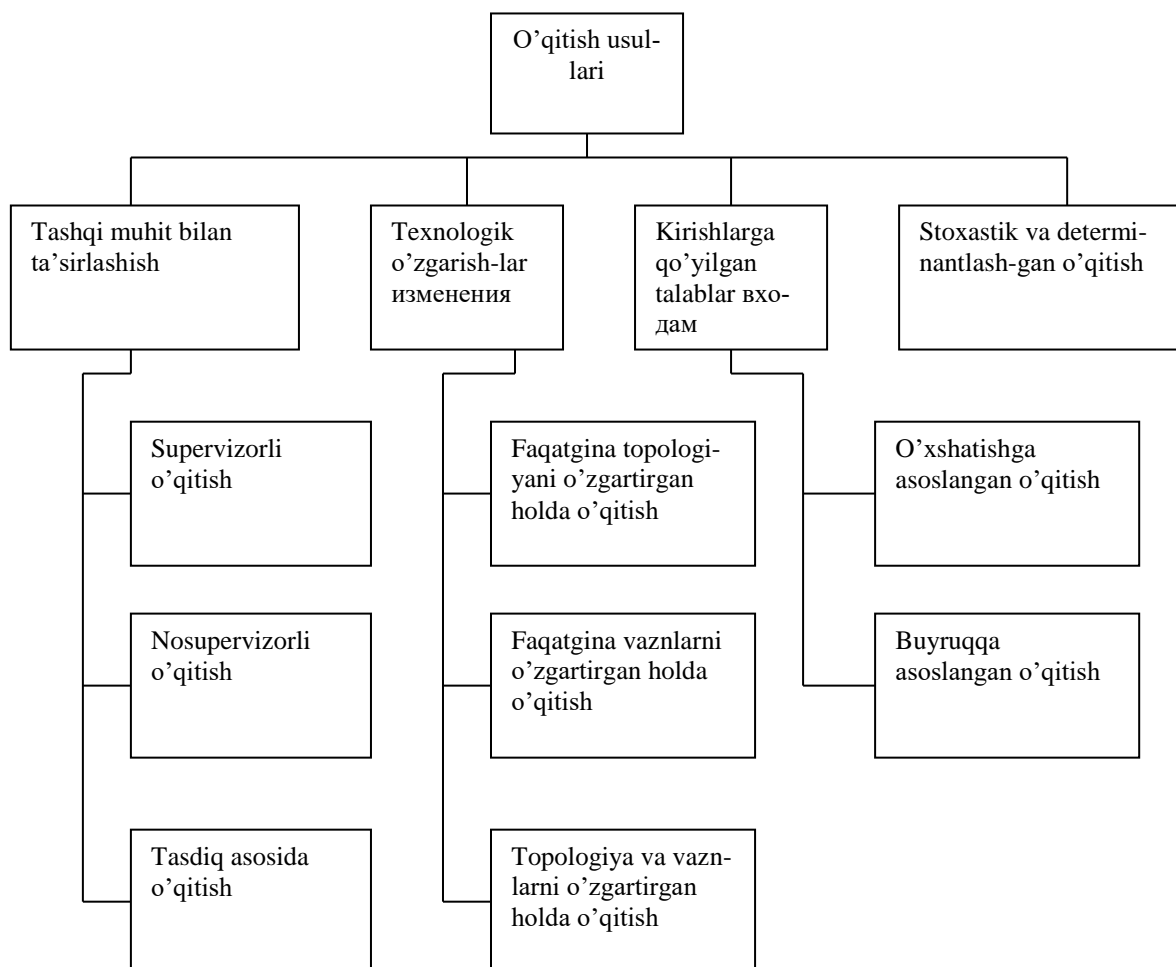 O’qitish usul-
lari
Tashqi muhit bilan
ta’sirlashish
Texnologik
o’zgarish-lar
изменения
Kirishlarga
qo’yilgan
talablar вхо-
дам
Stoxastik va determi-
nantlash-gan o’qitish
Supervizorli
o’qitish
Faqatgina topologi-
yani o’zgartirgan
holda o’qitish
O’xshatishga
asoslangan o’qitish
Nosupervizorli
o’qitish
Faqatgina vaznlarni
o’zgartirgan holda
o’qitish
Buyruqqa
asoslangan o’qitish
Tasdiq asosida
o’qitish
Topologiya va vazn-
larni o’zgartirgan
holda o’qitish